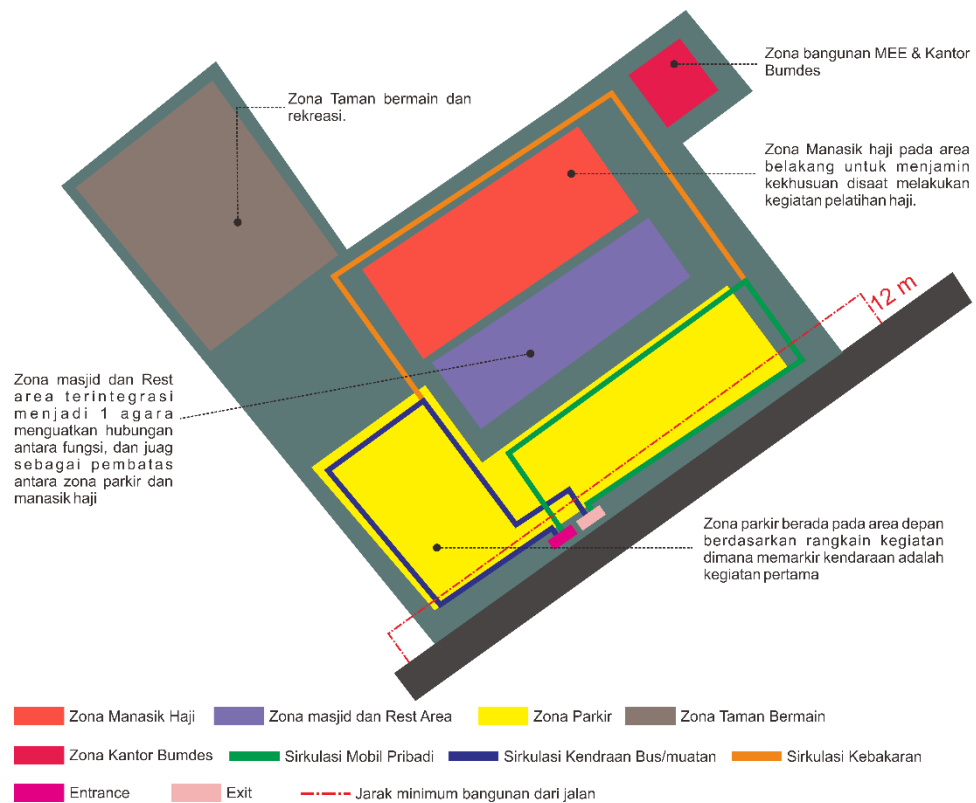 Zona bangunan MEE & Kantor
Bumdes
Zona Taman bermain dan
rekreasi.
Zona Manasik haji pada area
belakang untuk menjamin
kekhusuan disaat melakukan
kegiatan pelatihan haji.
12 m
Zona masjid dan Rest
area terintegrasi
menjadi 1 agara
menguatkan hubungan
antara fungsi, dan juag
sebagai pembatas
antara zona parkir dan
manasik haji
Zona parkir berada pada area depan
berdasarkan rangkain kegiatan
dimana memarkir kendaraan adalah
kegiatan pertama
Zona Manasik Haji
Zona masjid dan Rest Area
Zona Parkir
Zona Taman Bermain
Zona Kantor Bumdes
Sirkulasi Mobil Pribadi
Sirkulasi Kendraan Bus/muatan
Sirkulasi Kebakaran
Entrance
Exit
Jarak minimum bangunan dari jalan